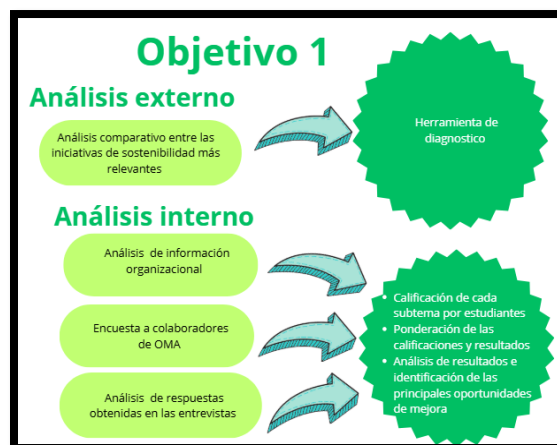 Objetivo 1
Análisis externo
Análisis comparativo entre las
iniciativas de sostenibilidad más
relevantes
Herramienta de
diagnostico
Análisis interno
Análisis de información
organizacional
Encuesta a colaboradores
de OMA
Análisis de respuestas
obtenidas en las entrevistas
• Calificación de cada
subtema por estudiantes
• Ponderación de las
calificaciones y resultados
• Análisis de resultados e
identificación de las
principales oportunidades
de mejora